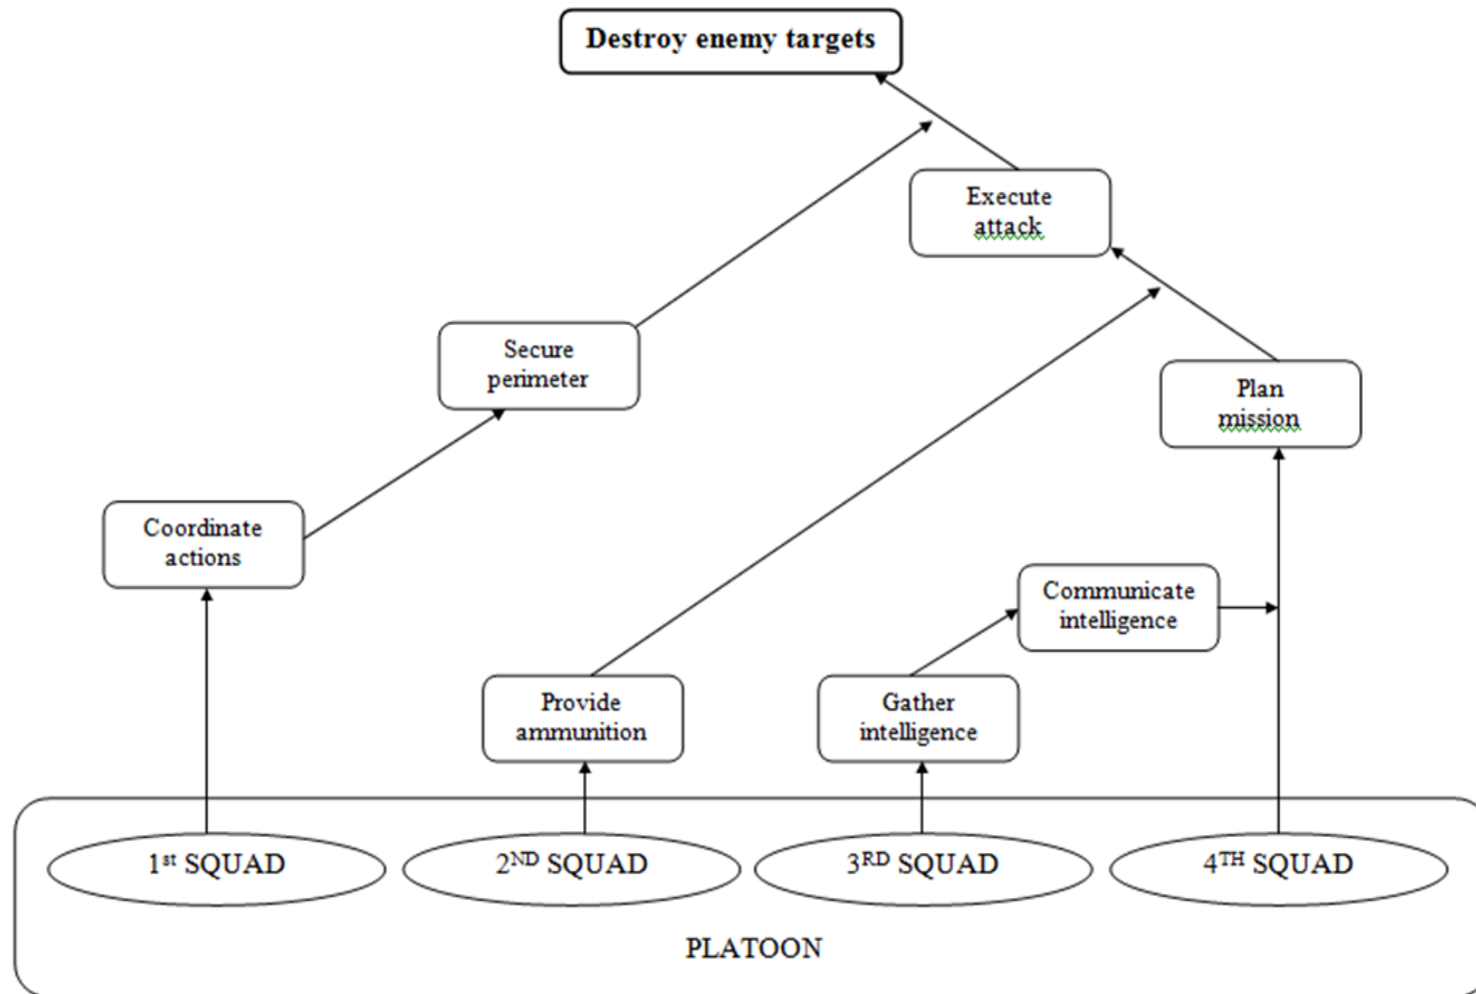 Destroy enemy targets
Execute
attack
Secure
perimeter
Plan
mission
Coordinate
actions
Communicate
intelligence
Provide
ammunition
Gather
intelligence
1st SQUAD
2ND SQUAD
3RD SQUAD
4TH SQUAD
PLATOON